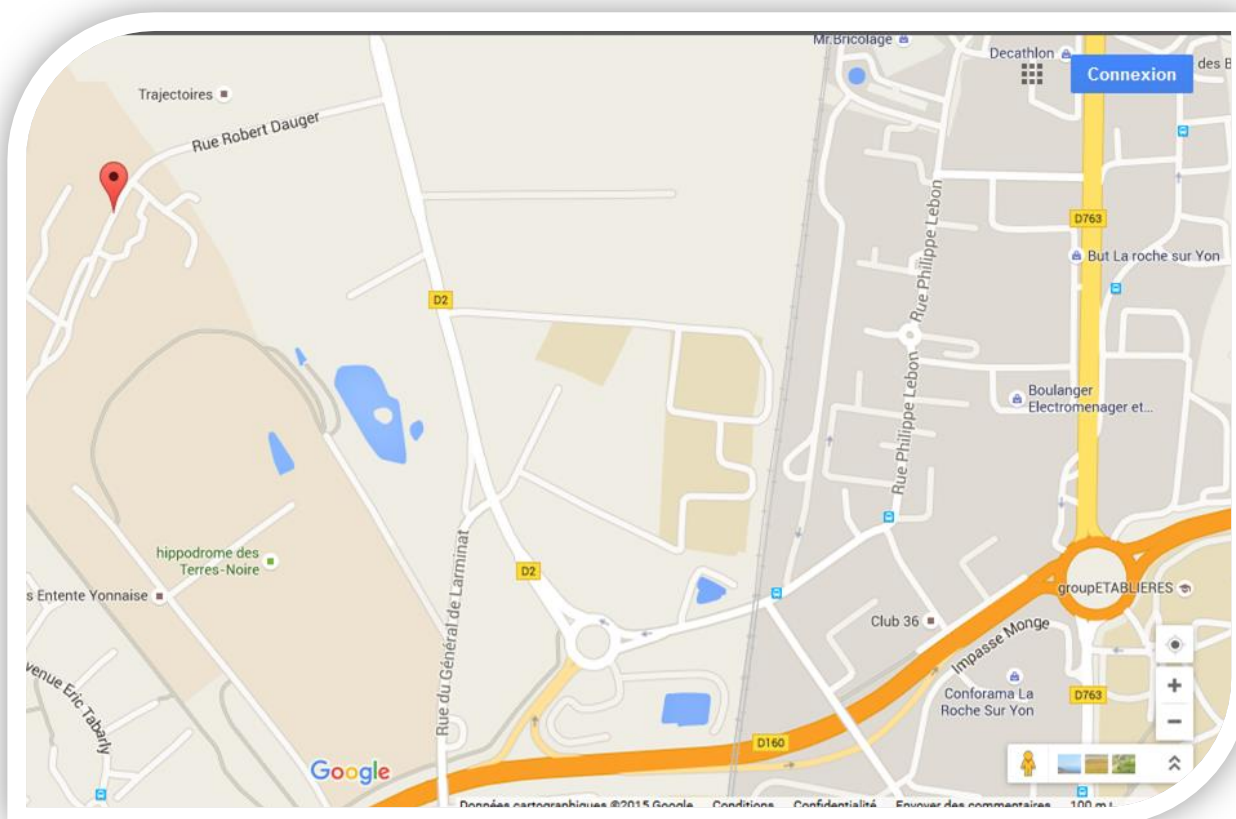 Mr.Bricolage
Decathlon
Connexion
des B
Trajectoires
Rue Robert Dauger
Rue Philippe Lebon
D763
But La roche sur Yon
D2
Boulanger
Electromenager et...
Rue Philippe Lebon
hippodrome des
Terres-Noire
Rue du Général de Larminat
D2
s Entente Yonnaise
groupETABLIERES
Club 36
Impasse Monge
venue Eric Tabarly
Conforama La
Roche Sur Yon
D763
D160
Google
Données cartographiques ©2015 Google Conditions Confidentialité Envoyer des commentaires 100 m